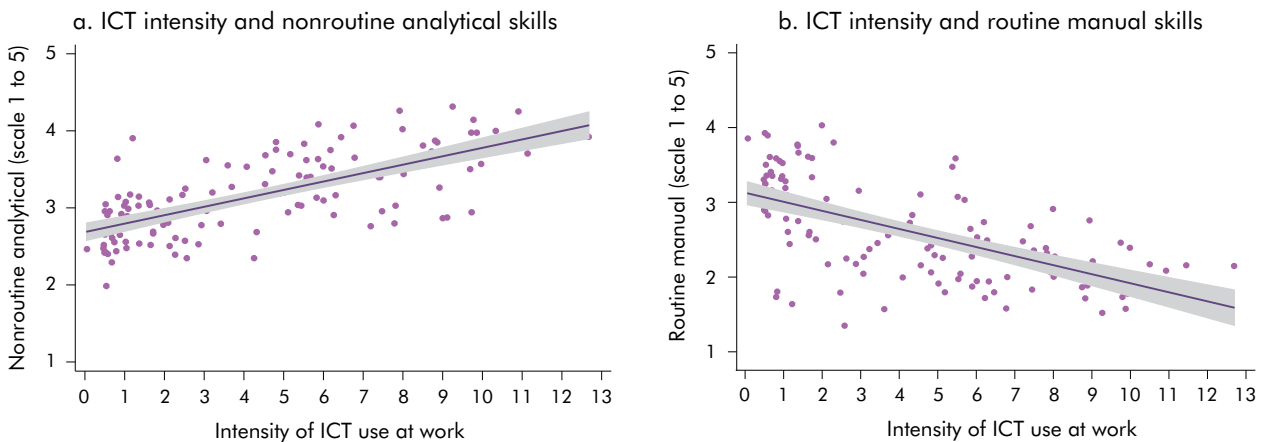 a. ICT intensity and nonroutine analytical skills
Nonroutine analytical (scale 1 to 5)
5
4
3
2
1
0 1 2 3 4 5 6 7 8 9 10 11 12 13
Intensity of ICT use at work
b. ICT intensity and routine manual skills
Routine manual (scale 1 to 5)
5
4
3
2
1
0 1 2 3 4 5 6 7 8 9 10 11 12 13
Intensity of ICT use at work